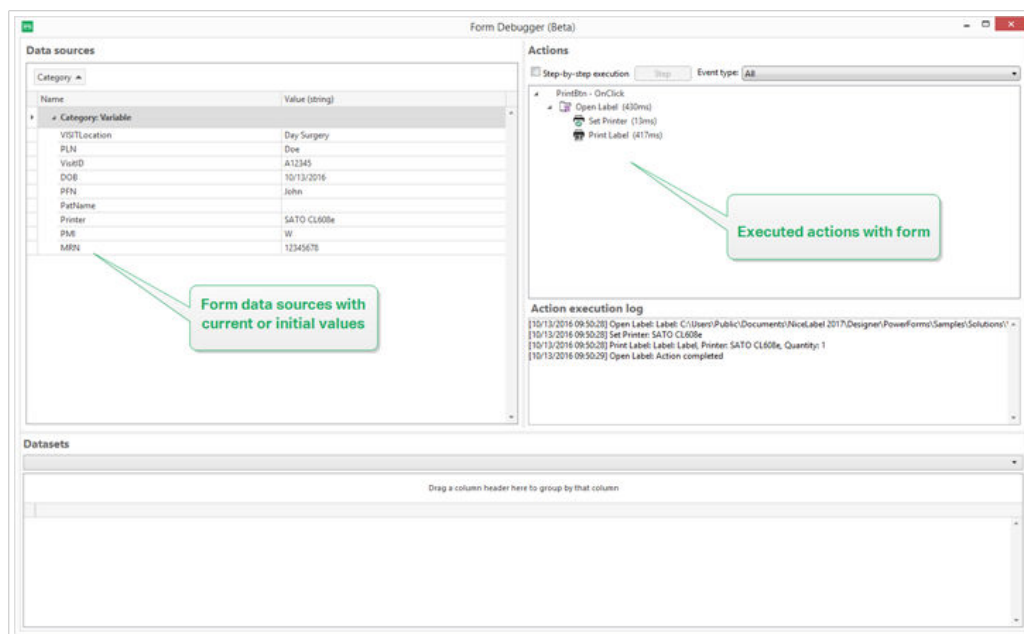 Form Debugger (Beta)
Data sources
Category
Name Value (string)
Category: Variable
VISITLocation Day Surgery
PLN Doe
VisitID A12345
DOB 10/13/2016
PFN John
PatName
Printer SATO CL608e
PMI W
MRN 12345678
Form data sources with
current or initial values
Actions
Step-by-step execution Step Event type: All
PrintBtn - OnClick
Open Label (430ms)
Set Printer (13ms)
Print Label (417ms)
Executed actions with form
Action execution log
[10/13/2016 09:50:28] Open Label: Label: C:\Users\Public\Documents\NiceLabel 2017\Designer\PowerForms\Samples\Solutions\
[10/13/2016 09:50:28] Set Printer: SATO CL608e
[10/13/2016 09:50:28] Print Label: Label: Label, Printer: SATO CL608e, Quantity: 1
[10/13/2016 09:50:29] Open Label: Action completed
Datasets
Drag a column header here to group by that column